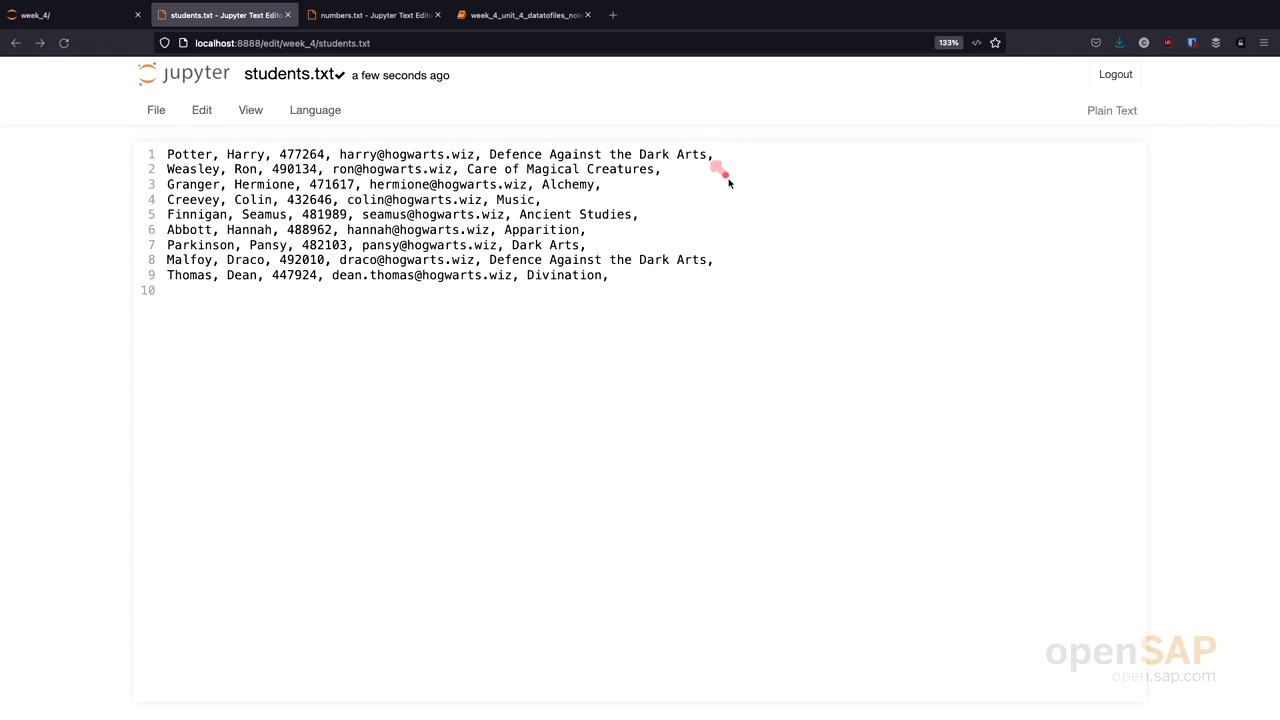 week_4/
students.txt - Jupyter Text Edito
numbers.txt - Jupyter Text Edito
week_4_unit_4_datatofiles_note
localhost:8888/edit/week_4/students.txt
133%
jupyter students.txt a few seconds ago
Logout
File Edit View Language
Plain Text
1 Potter, Harry, 477264, harry@hogwarts.wiz, Defence Against the Dark Arts,
2 Weasley, Ron, 490134, ron@hogwarts.wiz, Care of Magical Creatures,
3 Granger, Hermione, 471617, hermione@hogwarts.wiz, Alchemy,
4 Creevey, Colin, 432646, colin@hogwarts.wiz, Music,
5 Finnigan, Seamus, 481989, seamus@hogwarts.wiz, Ancient Studies,
6 Abbott, Hannah, 488962, hannah@hogwarts.wiz, Apparition,
7 Parkinson, Pansy, 482103, pansy@hogwarts.wiz, Dark Arts,
8 Malfoy, Draco, 492010, draco@hogwarts.wiz, Defence Against the Dark Arts,
9 Thomas, Dean, 447924, dean.thomas@hogwarts.wiz, Divination,
10
openSAP
open.sap.com